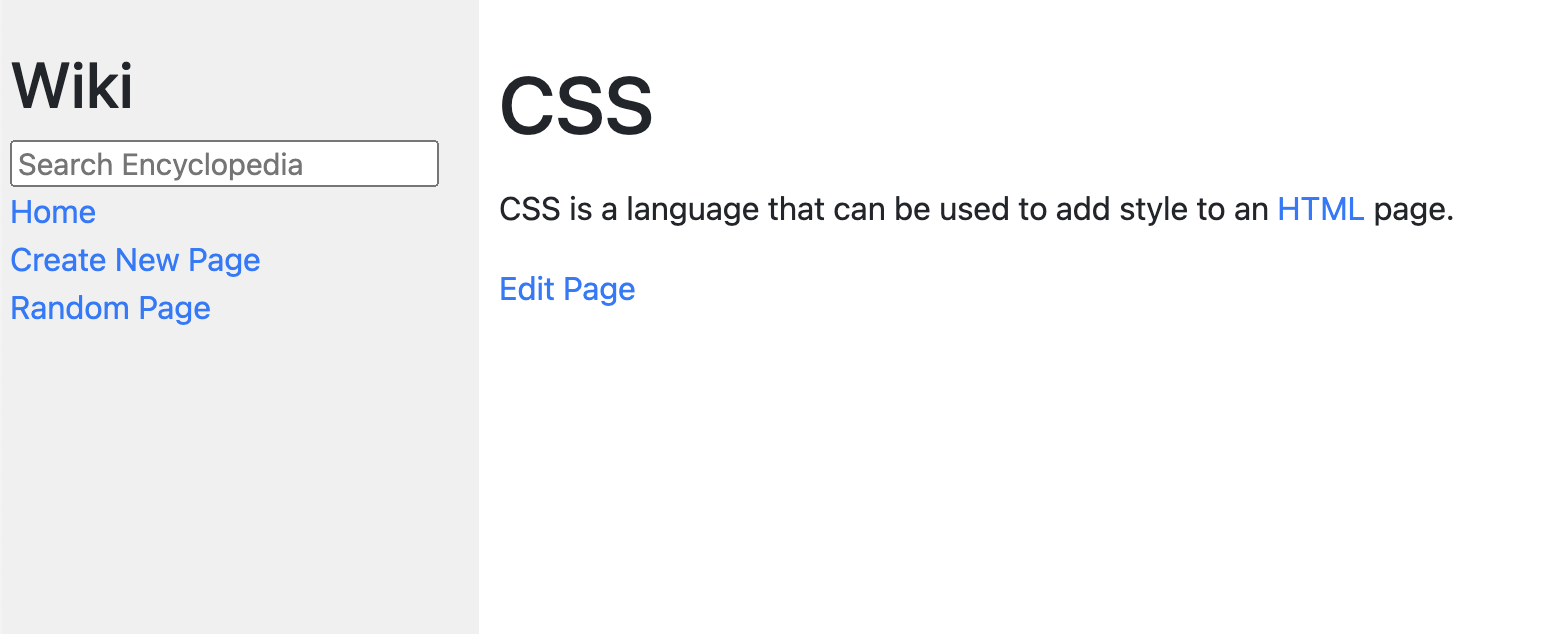 Wiki
Search Encyclopedia
Home
Create New Page
Random Page
CSS
CSS is a language that can be used to add style to an HTML page.
Edit Page